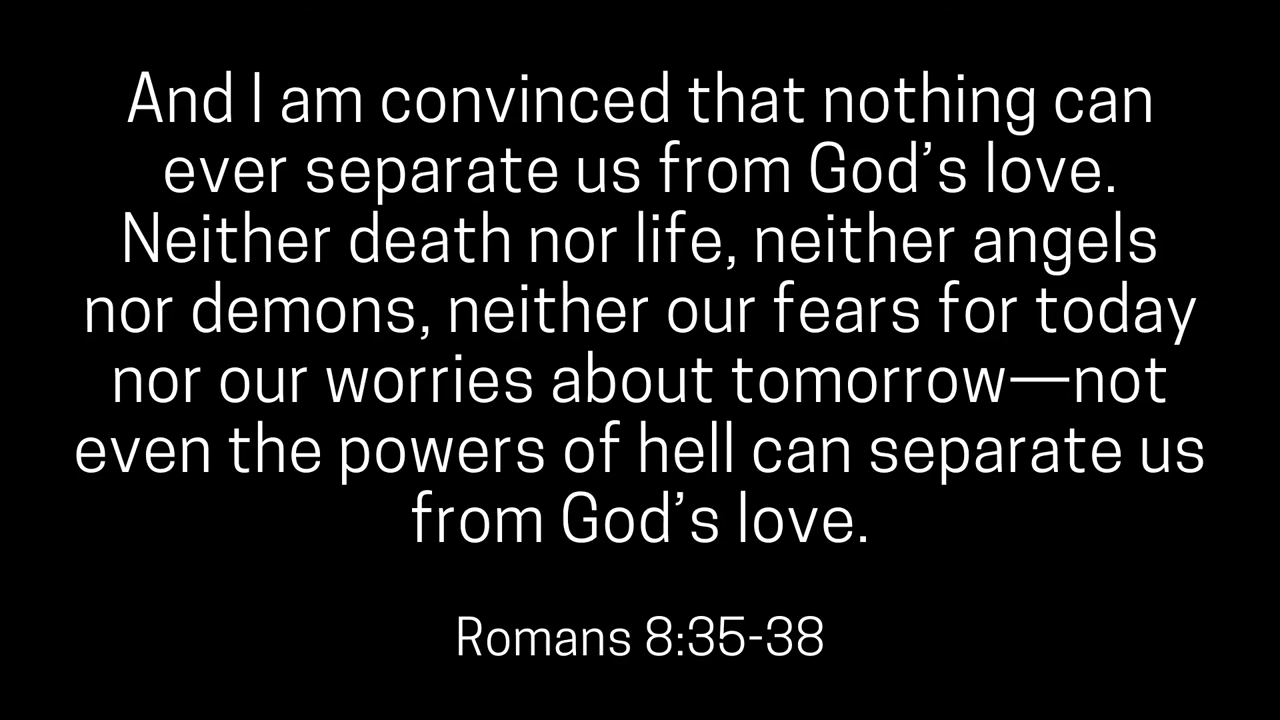 And I am convinced that nothing can
ever separate us from God’s love.
Neither death nor life, neither angels
nor demons, neither our fears for today
nor our worries about tomorrow—not
even the powers of hell can separate us
from God’s love.
Romans 8:35-38